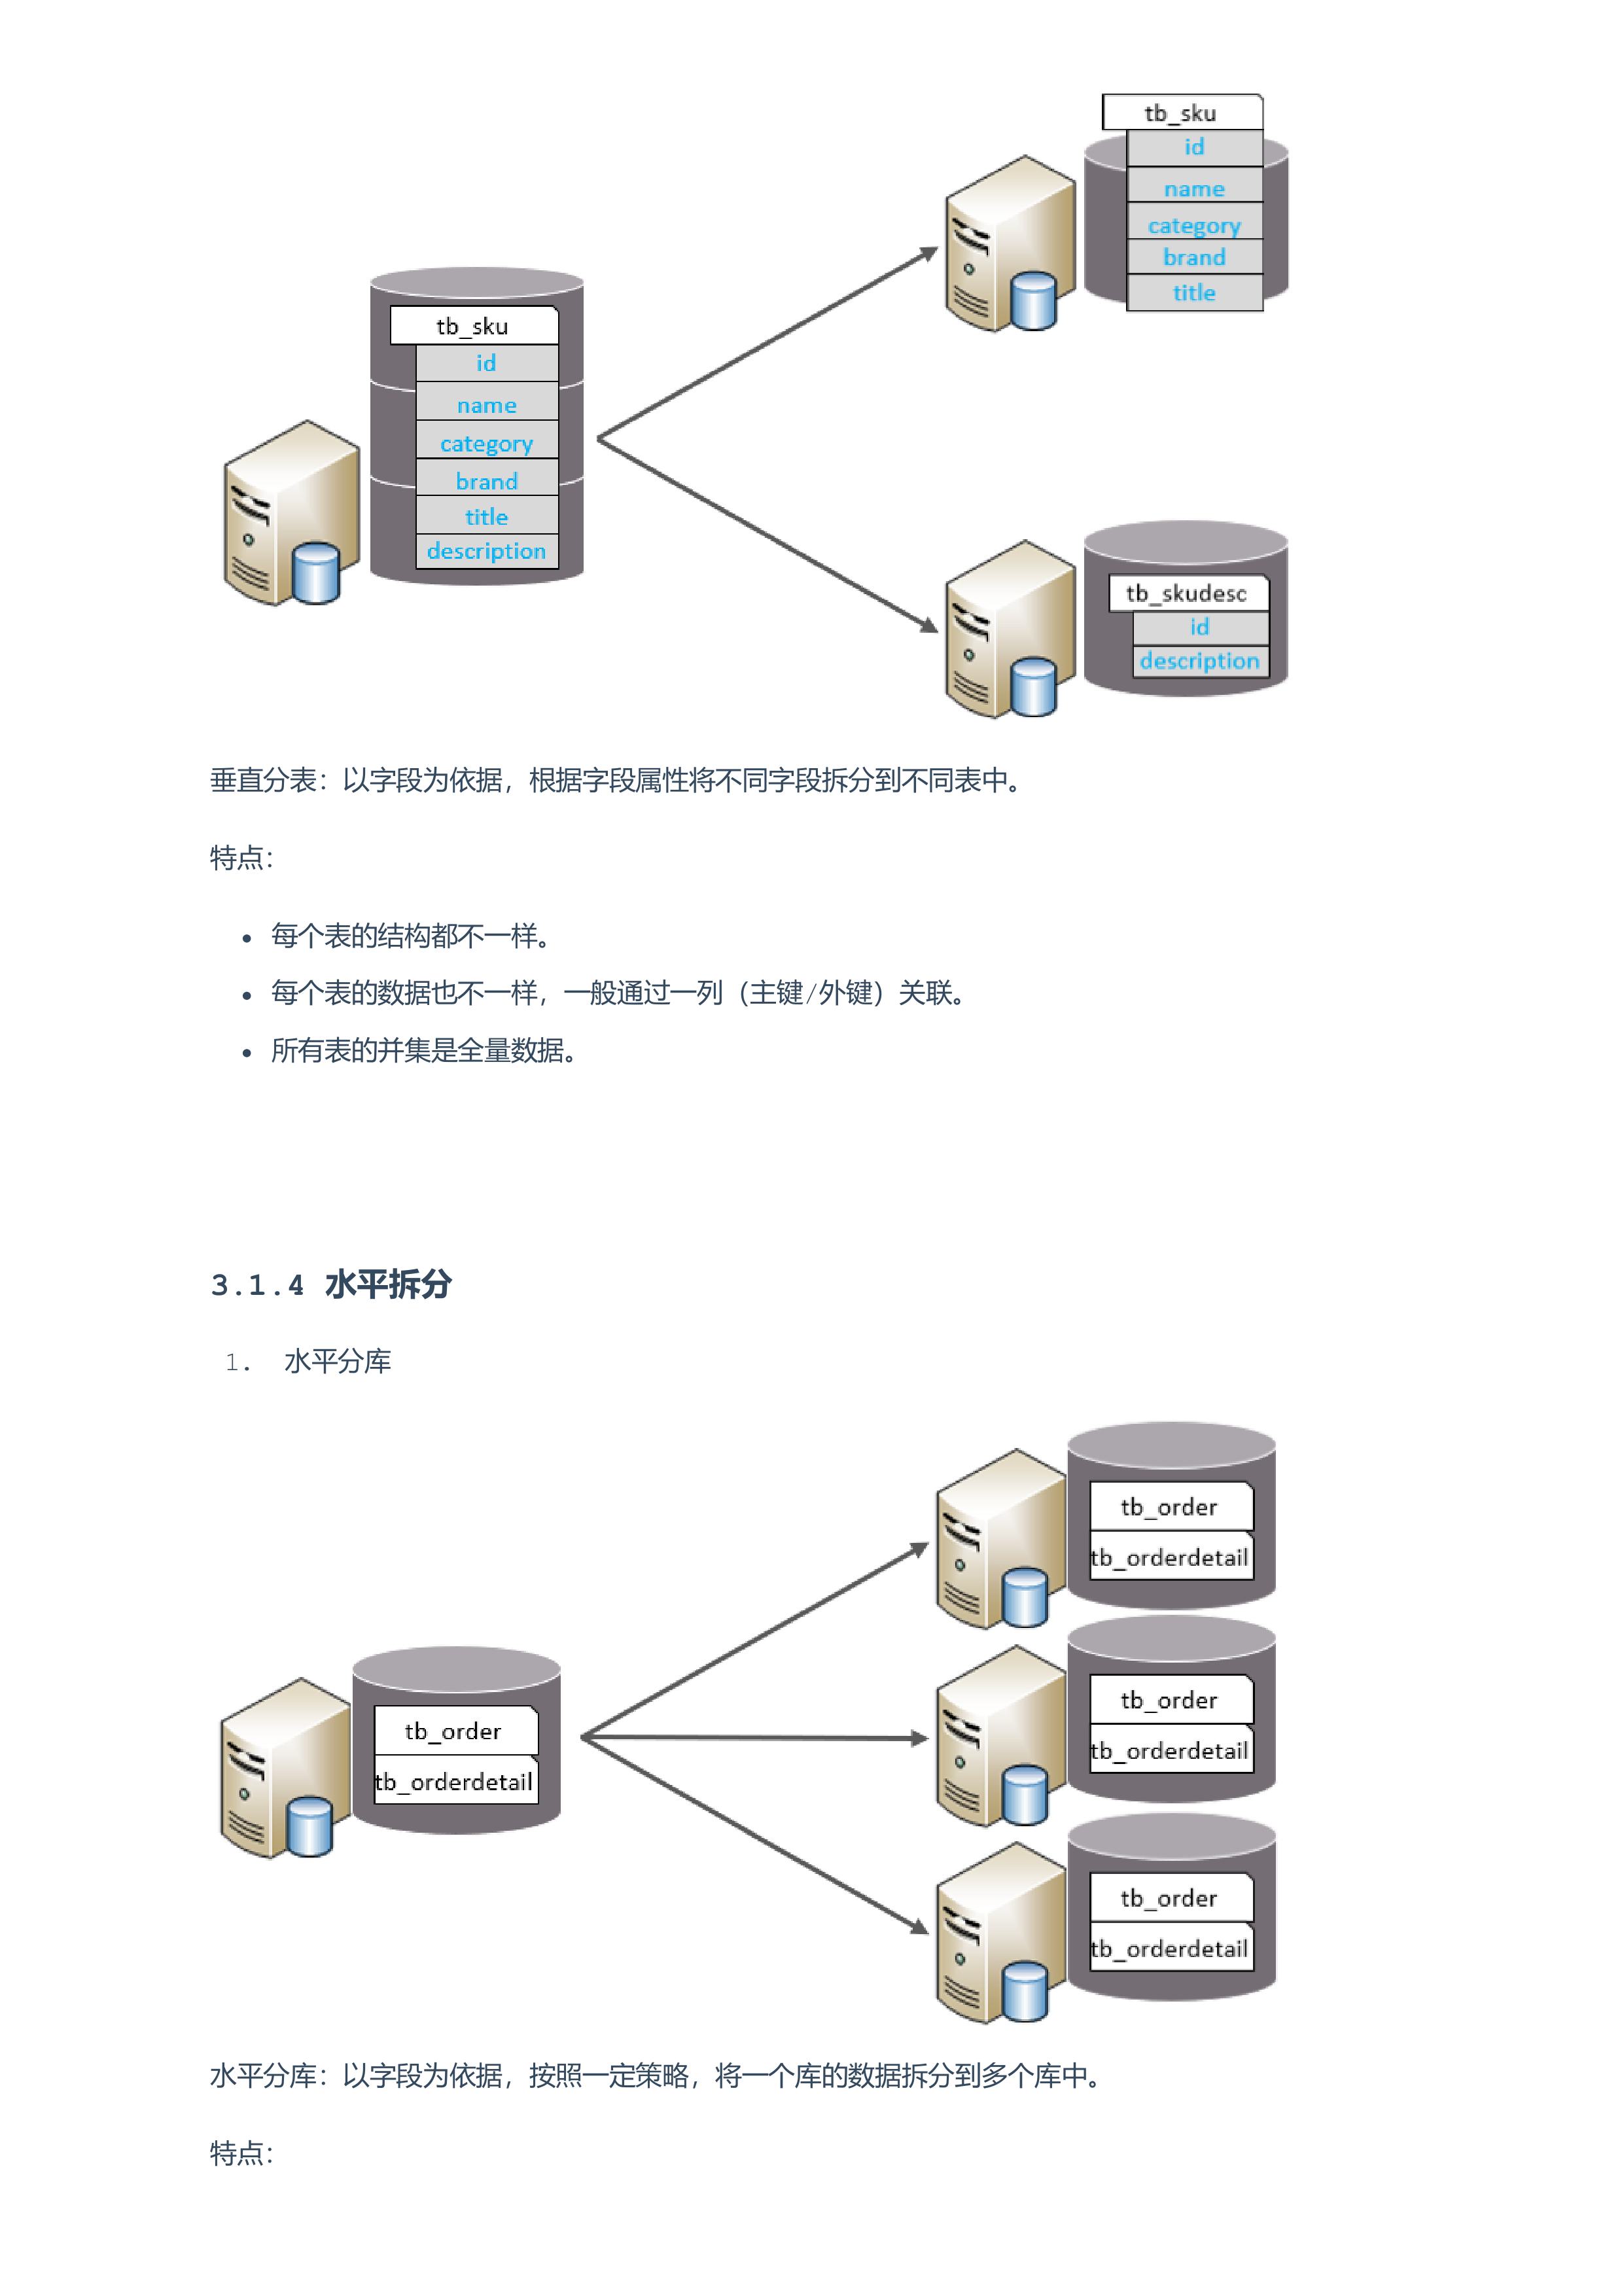 tb_sku
id
name
category
brand
title
description
tb_sku
id
name
category
brand
title
tb_skudesc
id
description
垂直分表：以字段为依据，根据字段属性将不同字段拆分到不同表中。
特点：
• 每个表的结构都不一样。
• 每个表的数据也不一样，一般通过一列（主键/外键）关联。
• 所有表的并集是全量数据。
3.1.4 水平拆分
1. 水平分库
tb_order
tb_orderdetail
tb_order
tb_orderdetail
tb_order
tb_orderdetail
tb_order
tb_orderdetail
水平分库：以字段为依据，按照一定策略，将一个库的数据拆分到多个库中。
特点：